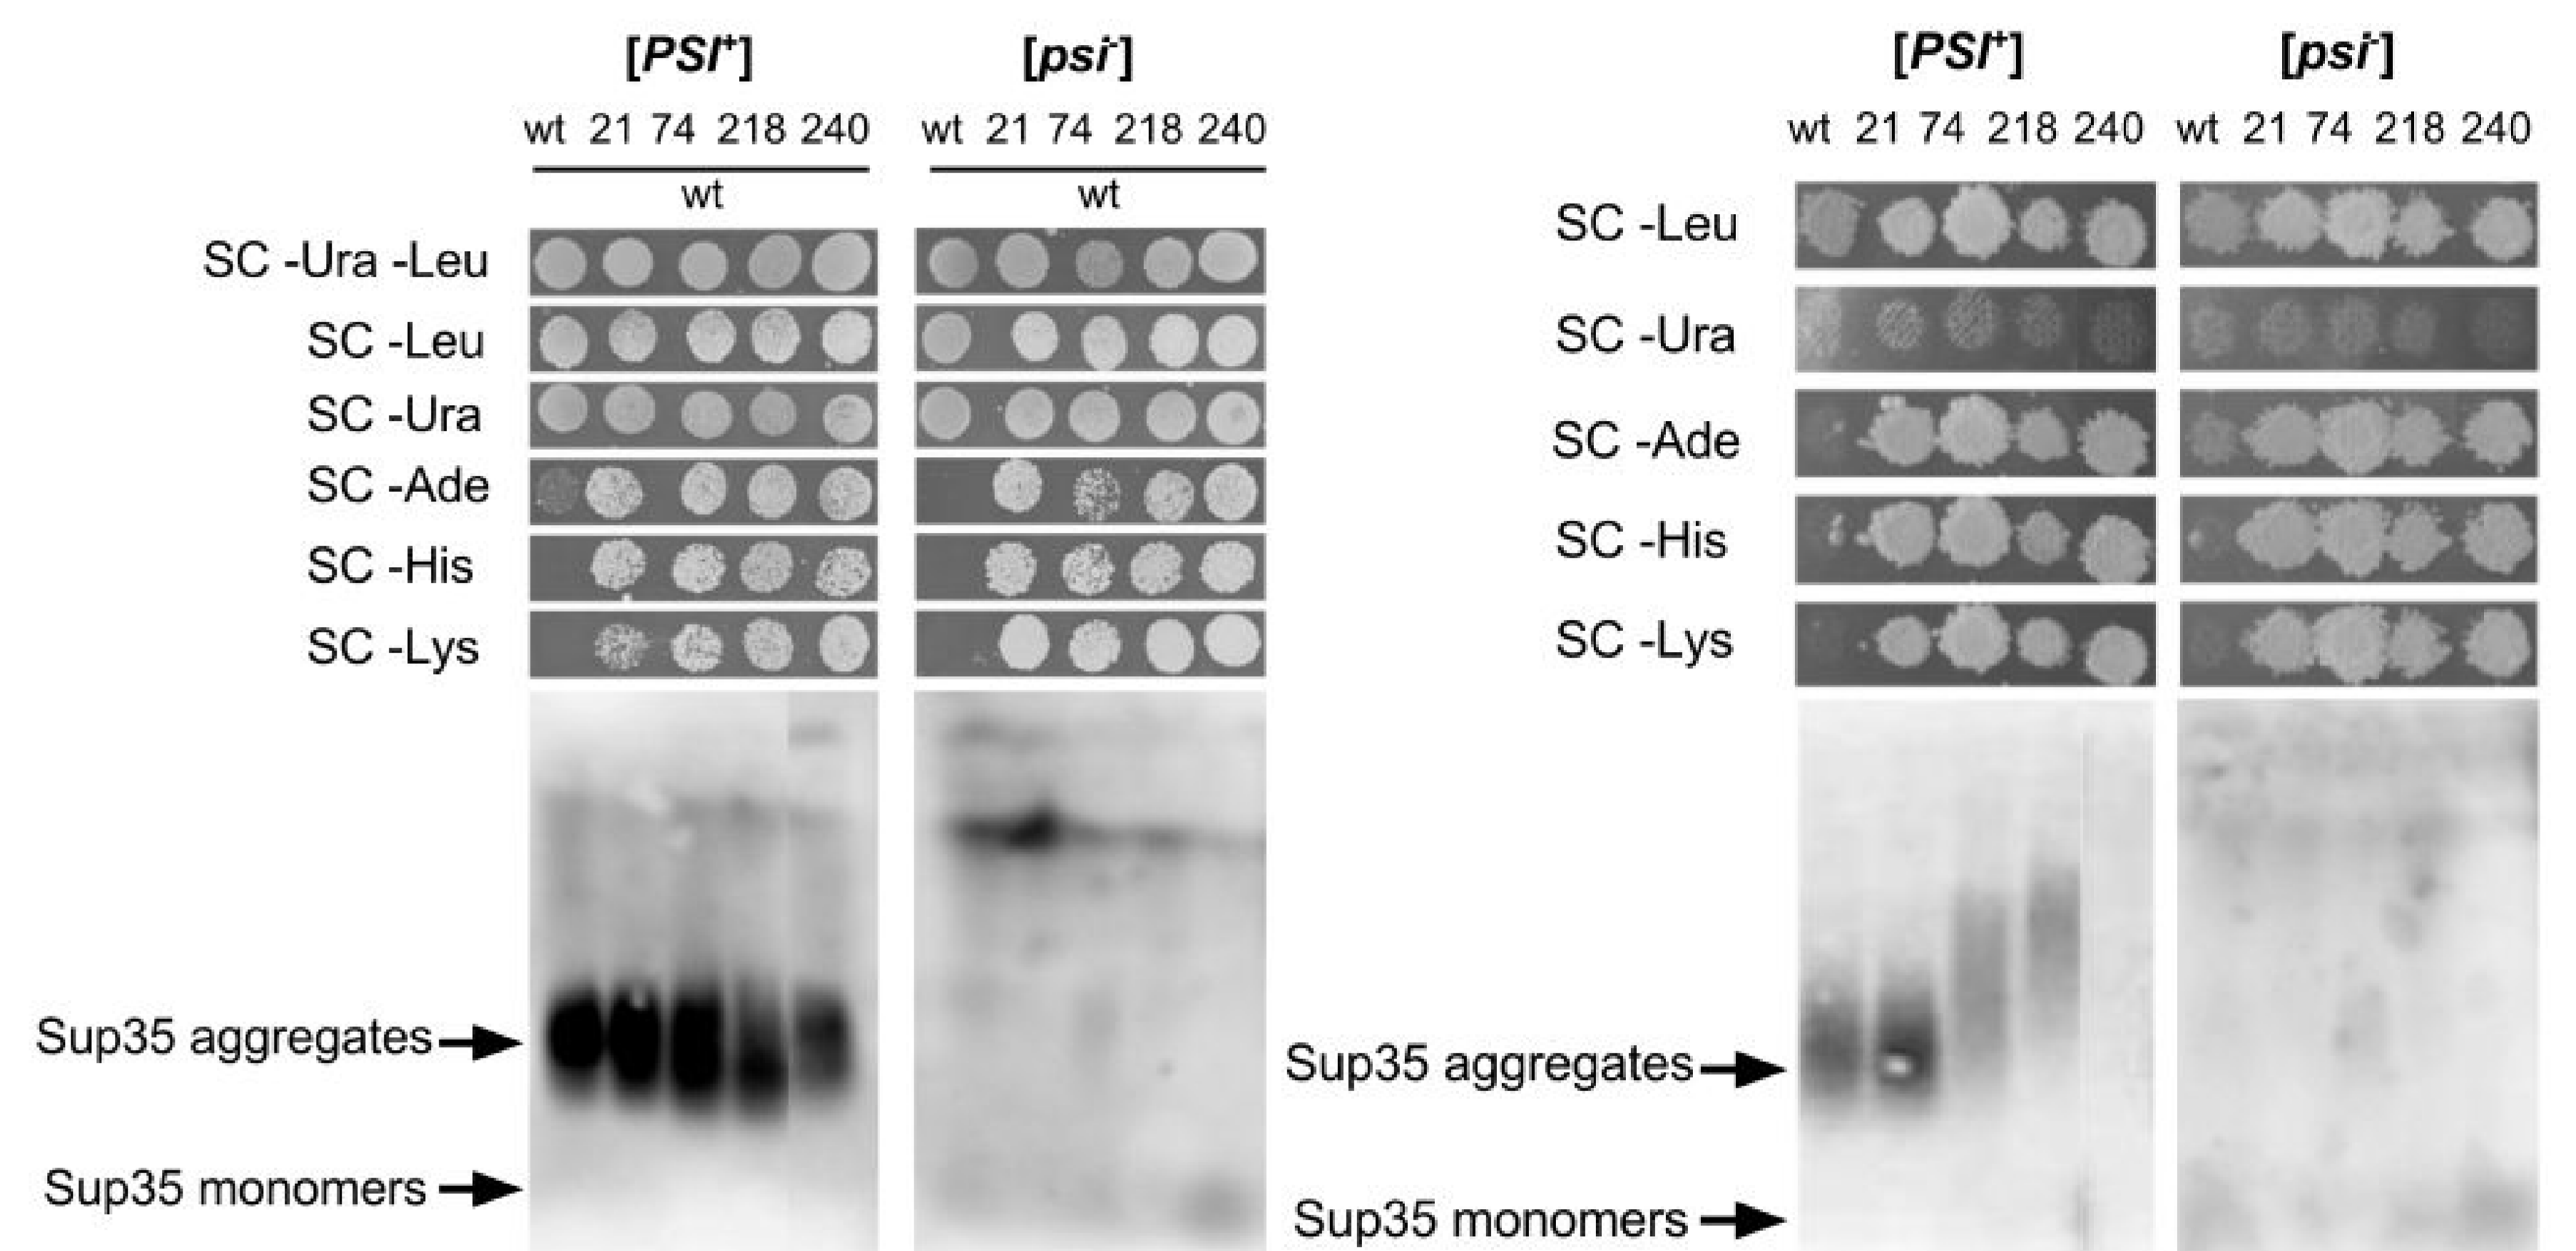 [PSI+] [psi-]
wt 21 74 218 240 wt 21 74 218 240
wt wt
SC -Ura -Leu
SC -Leu
SC -Ura
SC -Ade
SC -His
SC -Lys
Sup35 aggregates
Sup35 monomers
[PSI+] [psi-]
wt 21 74 218 240 wt 21 74 218 240
SC -Leu
SC -Ura
SC -Ade
SC -His
SC -Lys
Sup35 aggregates
Sup35 monomers